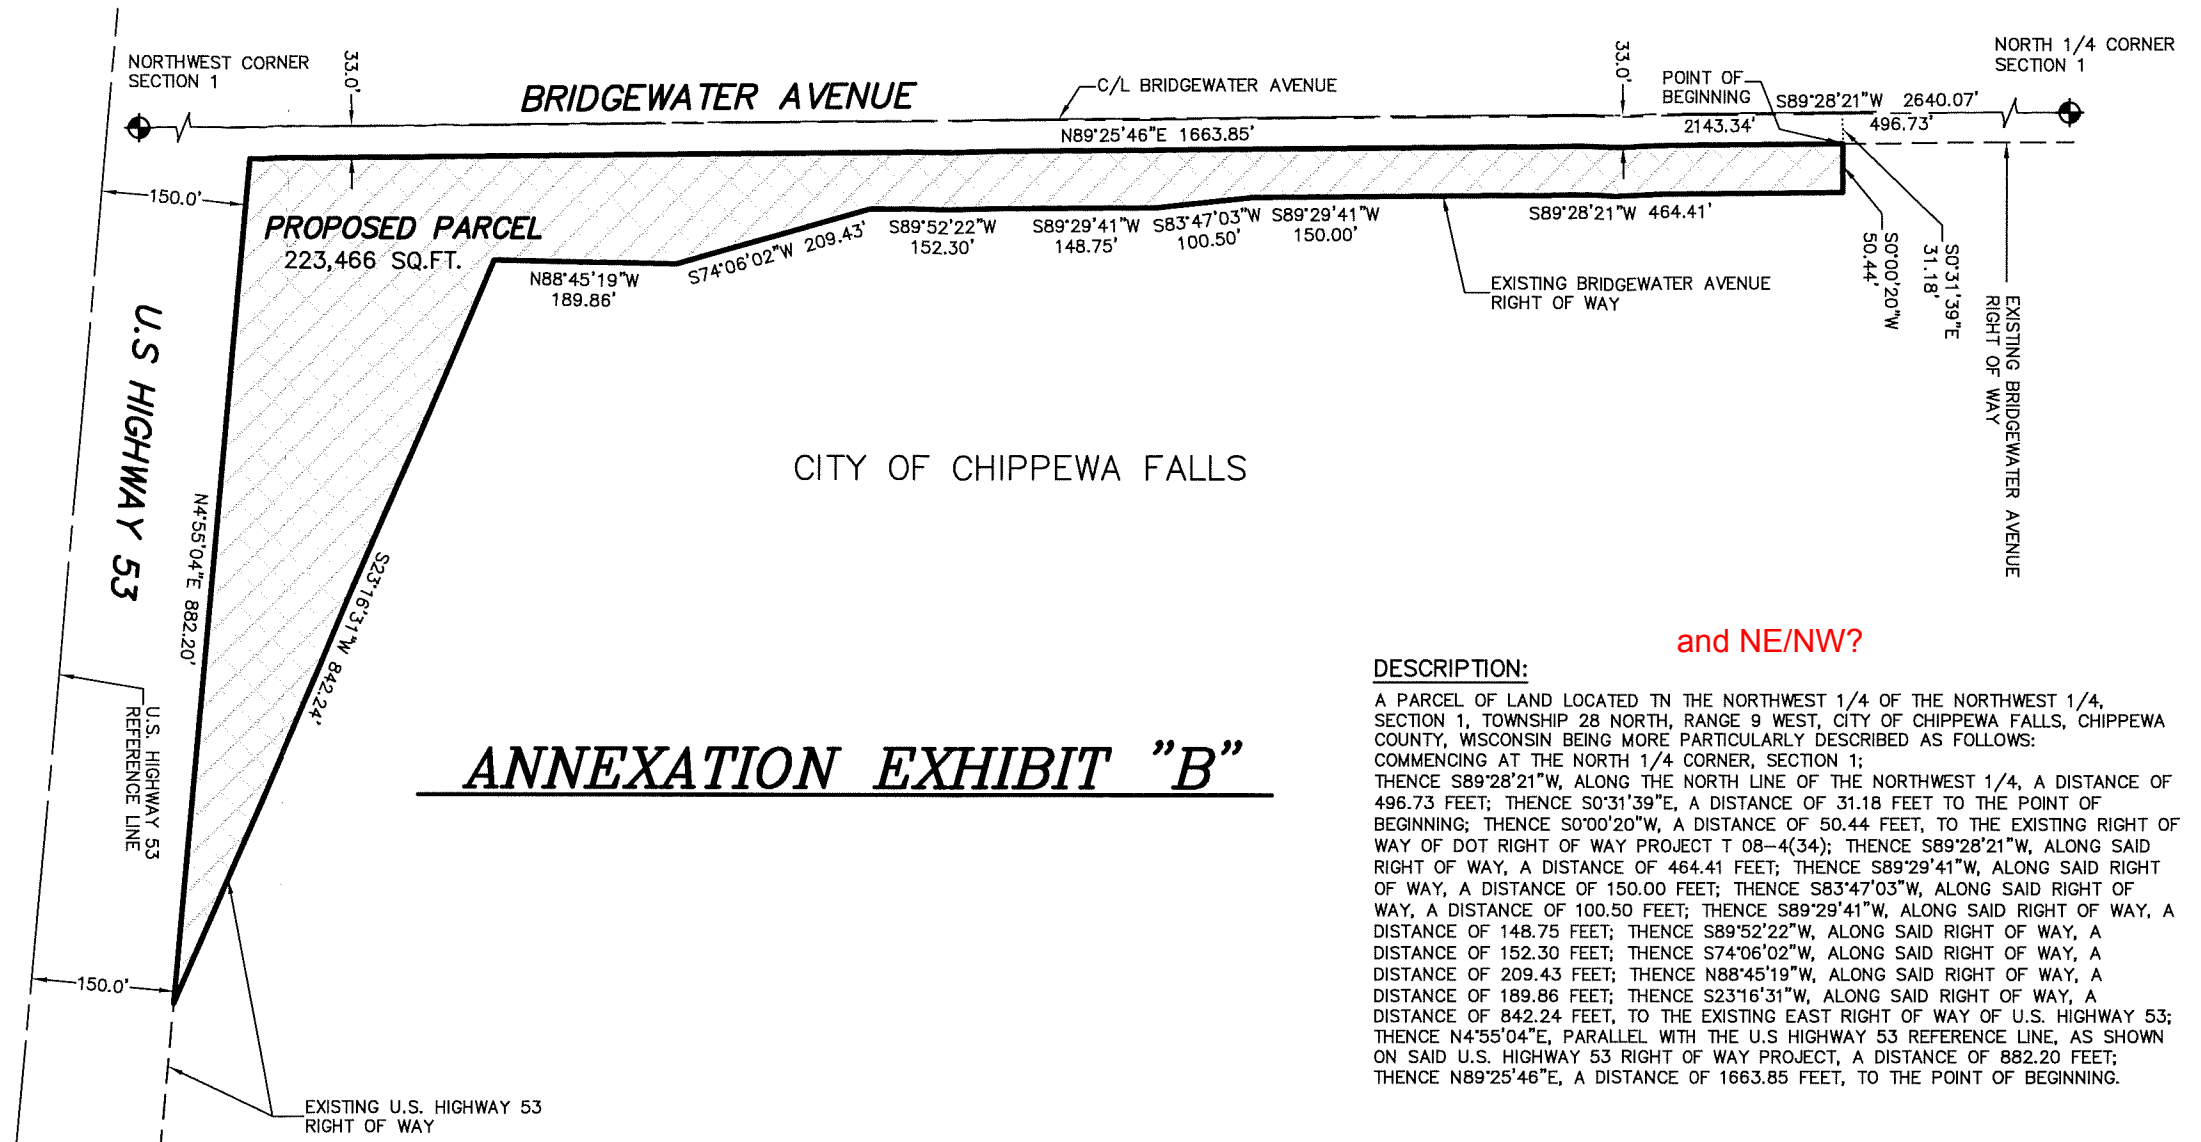 NORTHWEST CORNER
SECTION 1
33.0'
BRIDGEWATER AVENUE
C/L BRIDGEWATER AVENUE
33.0'
POINT OF
BEGINNING
NORTH 1/4 CORNER
SECTION 1
S89°28'21"W 2640.07'
2143.34'
496.73'
N89°25'46"E 1663.85'
150.0'
PROPOSED PARCEL
223,466 SQ.FT.
N88°45'19"W
189.86'
S74°06'02"W 209.43'
S89°52'22"W
152.30'
S89°29'41"W
148.75'
S83°47'03"W
100.50'
S89°29'41"W
150.00'
S89°28'21"W 464.41'
S0°00'20"W
50.44'
S0°31'39"E
31.18'
EXISTING BRIDGEWATER AVENUE
RIGHT OF WAY
EXISTING BRIDGEWATER AVENUE
RIGHT OF WAY
U.S HIGHWAY 53
CITY OF CHIPPEWA FALLS
N4°55'04"E 882.20'
S23°16'31"W 842.24'
U.S. HIGHWAY 53
REFERENCE LINE
ANNEXATION EXHIBIT "B"
150.0'
EXISTING U.S. HIGHWAY 53
RIGHT OF WAY
and NE/NW?
DESCRIPTION:
A PARCEL OF LAND LOCATED TN THE NORTHWEST 1/4 OF THE NORTHWEST 1/4,
SECTION 1, TOWNSHIP 28 NORTH, RANGE 9 WEST, CITY OF CHIPPEWA FALLS, CHIPPEWA
COUNTY, WISCONSIN BEING MORE PARTICULARLY DESCRIBED AS FOLLOWS:
COMMENCING AT THE NORTH 1/4 CORNER, SECTION 1;
THENCE S89°28'21"W, ALONG THE NORTH LINE OF THE NORTHWEST 1/4, A DISTANCE OF
496.73 FEET; THENCE S0°31'39"E, A DISTANCE OF 31.18 FEET TO THE POINT OF
BEGINNING; THENCE S0°00'20"W, A DISTANCE OF 50.44 FEET, TO THE EXISTING RIGHT OF
WAY OF DOT RIGHT OF WAY PROJECT T 08-4(34); THENCE S89°28'21"W, ALONG SAID
RIGHT OF WAY, A DISTANCE OF 464.41 FEET; THENCE S89°29'41"W, ALONG SAID RIGHT
OF WAY, A DISTANCE OF 150.00 FEET; THENCE S83°47'03"W, ALONG SAID RIGHT OF
WAY, A DISTANCE OF 100.50 FEET; THENCE S89°29'41"W, ALONG SAID RIGHT OF WAY, A
DISTANCE OF 148.75 FEET; THENCE S89°52'22"W, ALONG SAID RIGHT OF WAY, A
DISTANCE OF 152.30 FEET; THENCE S74°06'02"W, ALONG SAID RIGHT OF WAY, A
DISTANCE OF 209.43 FEET; THENCE N88°45'19"W, ALONG SAID RIGHT OF WAY, A
DISTANCE OF 189.86 FEET; THENCE S23°16'31"W, ALONG SAID RIGHT OF WAY, A
DISTANCE OF 842.24 FEET, TO THE EXISTING EAST RIGHT OF WAY OF U.S. HIGHWAY 53;
THENCE N4°55'04"E, PARALLEL WITH THE U.S HIGHWAY 53 REFERENCE LINE, AS SHOWN
ON SAID U.S. HIGHWAY 53 RIGHT OF WAY PROJECT, A DISTANCE OF 882.20 FEET;
THENCE N89°25'46"E, A DISTANCE OF 1663.85 FEET, TO THE POINT OF BEGINNING.